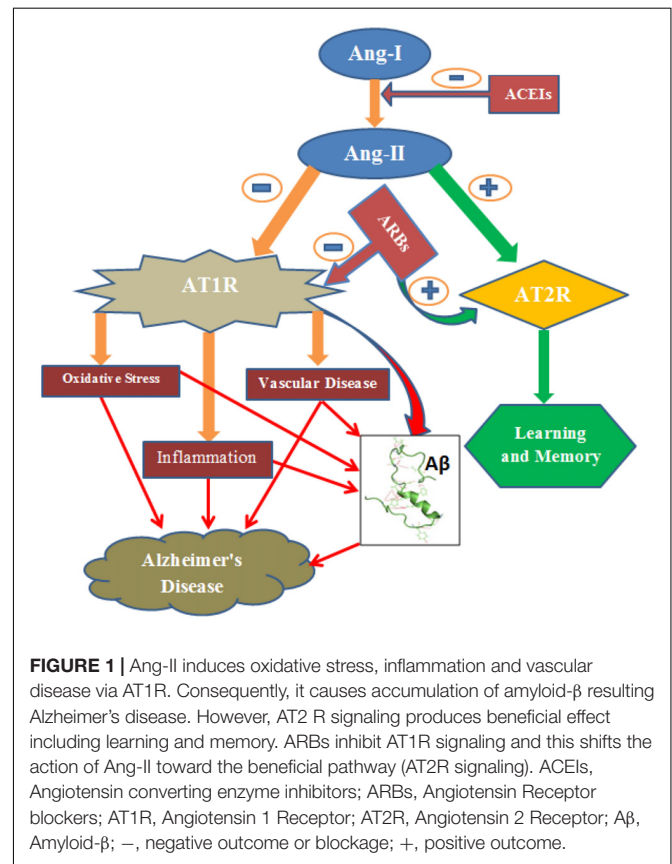 Ang-I
−
ACEIs
Ang-II
−
+
ARBs
−
+
AT1R
AT2R
Oxidative Stress
Vascular Disease
Inflammation
Aβ
Learning
and Memory
Alzheimer's
Disease
FIGURE 1 | Ang-II induces oxidative stress, inflammation and vascular
disease via AT1R. Consequently, it causes accumulation of amyloid-β resulting
Alzheimer's disease. However, AT2 R signaling produces beneficial effect
including learning and memory. ARBs inhibit AT1R signaling and this shifts the
action of Ang-II toward the beneficial pathway (AT2R signaling). ACEIs,
Angiotensin converting enzyme inhibitors; ARBs, Angiotensin Receptor
blockers; AT1R, Angiotensin 1 Receptor; AT2R, Angiotensin 2 Receptor; Aβ,
Amyloid-β; −, negative outcome or blockage; +, positive outcome.